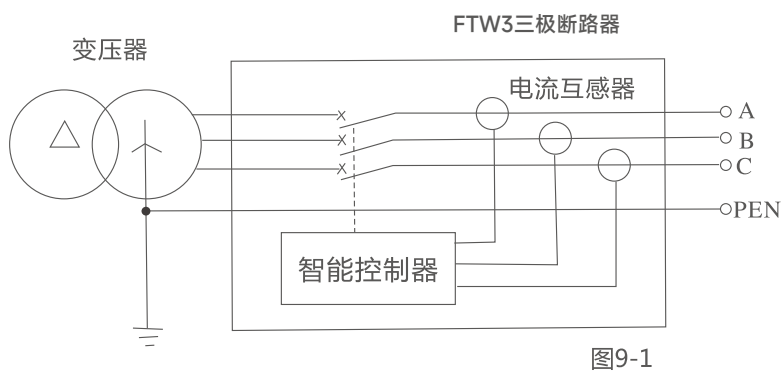 FTW3三极断路器
变压器
电流互感器
A
B
C
PEN
智能控制器
图9-1